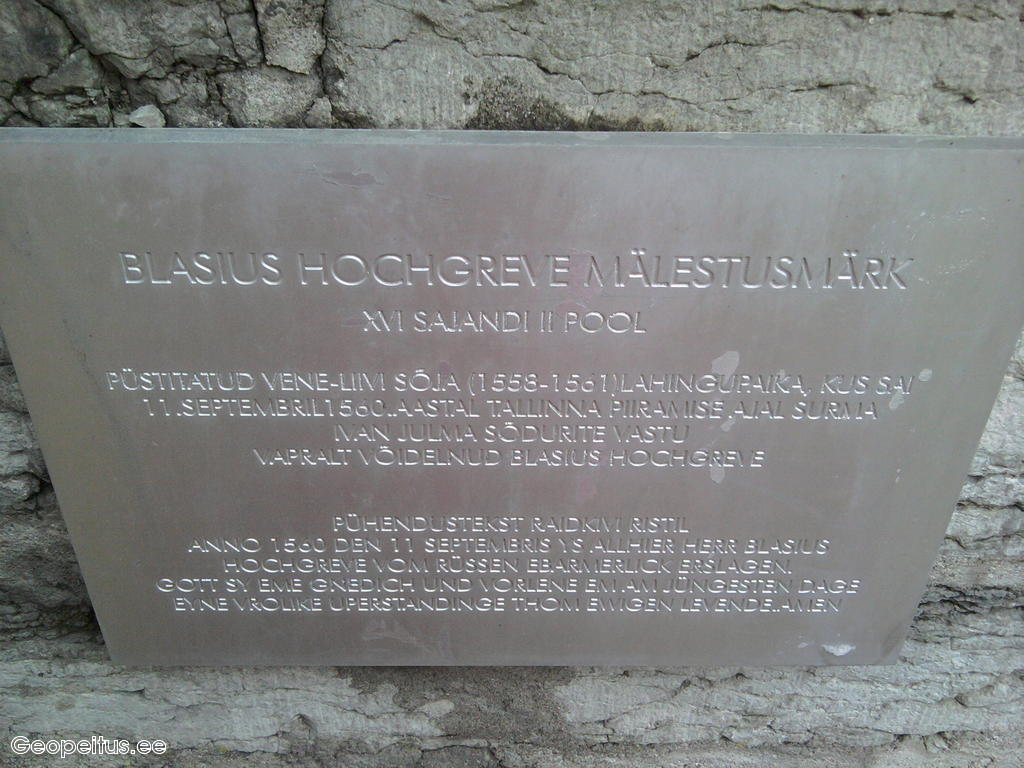 BLASIUS HOCHGREVE MÄLESTUSMÄRK
XVI SAJANDI II POOL
PÜSTITATUD VENE-LIIVI SÕJA (1558-1561) LAHINGUPAIKA, KUS SAI
11.SEPTEMBRIL1560.AASTAL TALLINNA PIIRAMISE AJAL SURMA
IVAN JULMA SÕDURITE VASTU
VAPRALT VÕIDELNUD BLASIUS HOCHGREVE
PÜHENDUSTEKST RAIDKIVI RISTIL
ANNO 1560 DEN 11 SEPTEMBRIS YS ALLHIER HERR BLASIUS
HOCHGREVE VOM RÜSSEN EBARMERLICK ERSLAGEN.
GOTT SY EME GNEDICH UND VORLENE EM AM JÜNGESTEN DAGE
EYNE VROLIKE UPERSTANDINGE THOM EWIGEN LEVENDE.AMEN
Geopeitus.ee